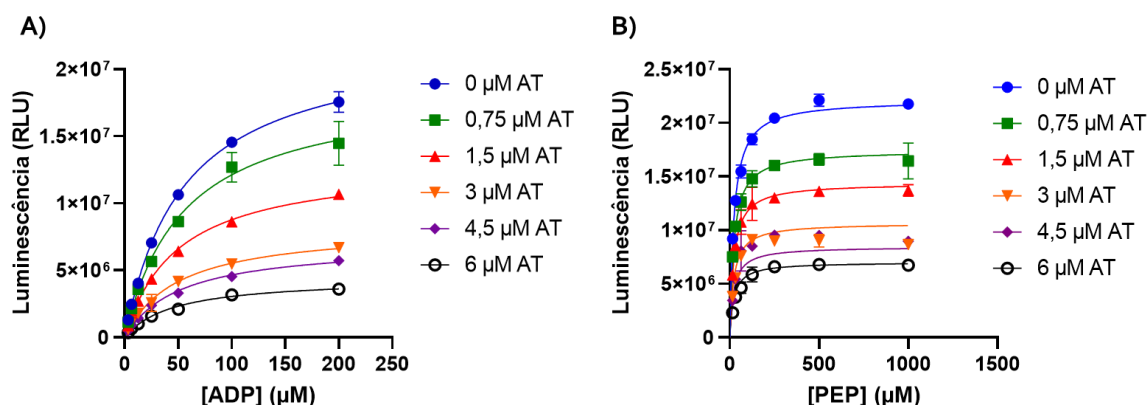 A)
Luminescência (RLU)
2×10⁷
1.5×10⁷
1×10⁷
5×10⁶
0
0
50
100
150
200
250
[ADP] (µM)
0 µM AT
0,75 µM AT
1,5 µM AT
3 µM AT
4,5 µM AT
6 µM AT
B)
Luminescência (RLU)
2.5×10⁷
2×10⁷
1.5×10⁷
1×10⁷
5×10⁶
0
0
500
1000
1500
[PEP] (µM)
0 µM AT
0,75 µM AT
1,5 µM AT
3 µM AT
4,5 µM AT
6 µM AT